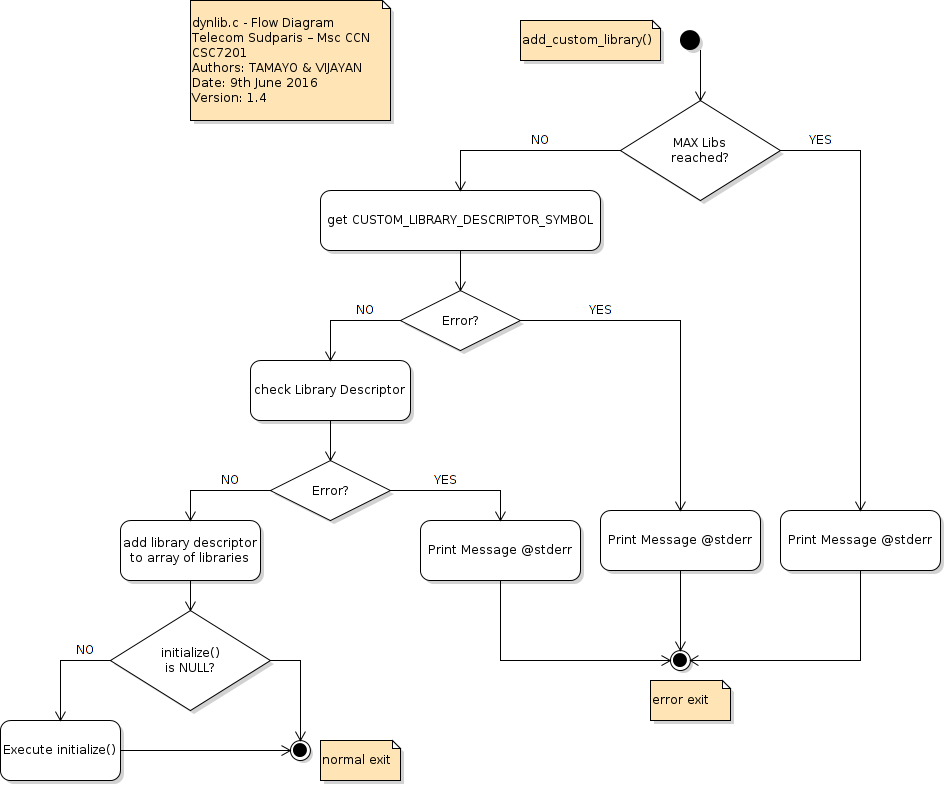 dynlib.c - Flow Diagram
Telecom Sudparis – Msc CCN
CSC7201
Authors: TAMAYO & VIJAYAN
Date: 9th June 2016
Version: 1.4
add_custom_library()
MAX Libs
reached?
NO
YES
get CUSTOM_LIBRARY_DESCRIPTOR_SYMBOL
Error?
NO
YES
check Library Descriptor
Error?
NO
YES
add library descriptor
to array of libraries
Print Message @stderr
Print Message @stderr
Print Message @stderr
initialize()
is NULL?
NO
error exit
Execute initialize()
normal exit